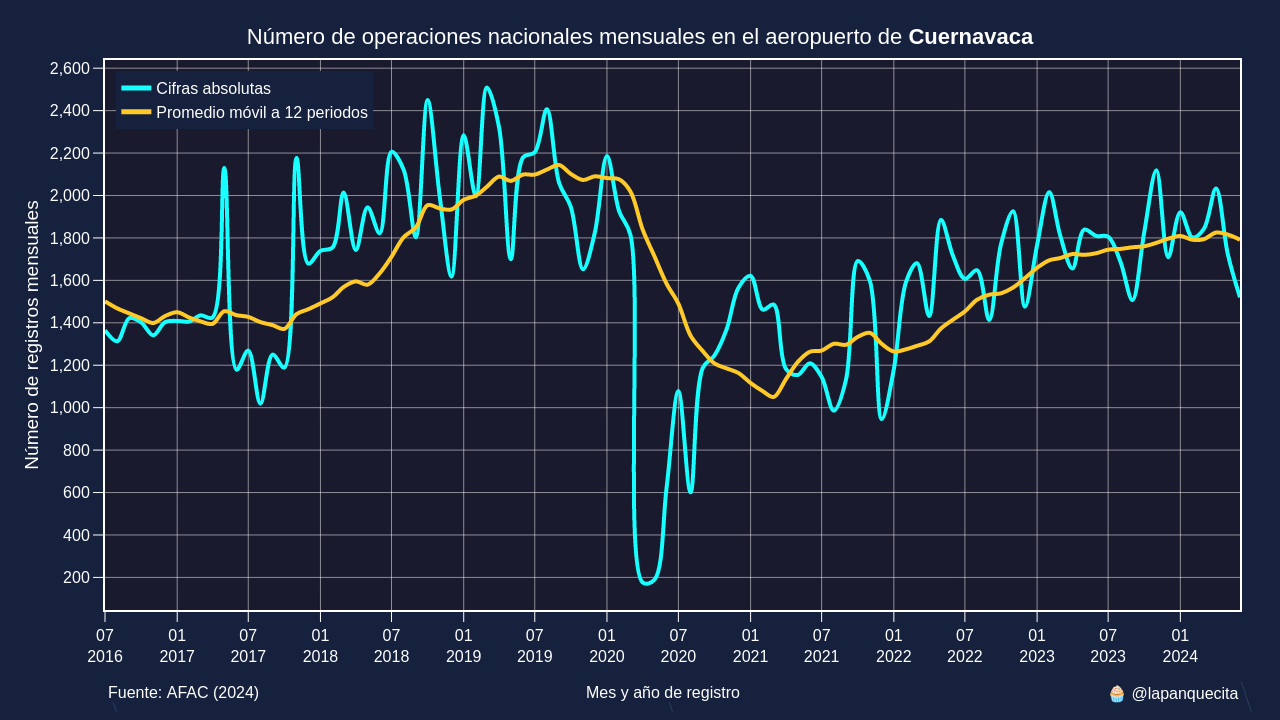 Número de operaciones nacionales mensuales en el aeropuerto de Cuernavaca
Cifras absolutas
Promedio móvil a 12 periodos
Número de registros mensuales
2,600
2,400
2,200
2,000
1,800
1,600
1,400
1,200
1,000
800
600
400
200
07 01 07 01 07 01 07 01 07 01 07 01 07 01 07 01
2016 2017 2017 2018 2018 2019 2019 2020 2020 2021 2021 2022 2022 2023 2023 2024
Fuente: AFAC (2024)
Mes y año de registro
🧁 @lapanquecita